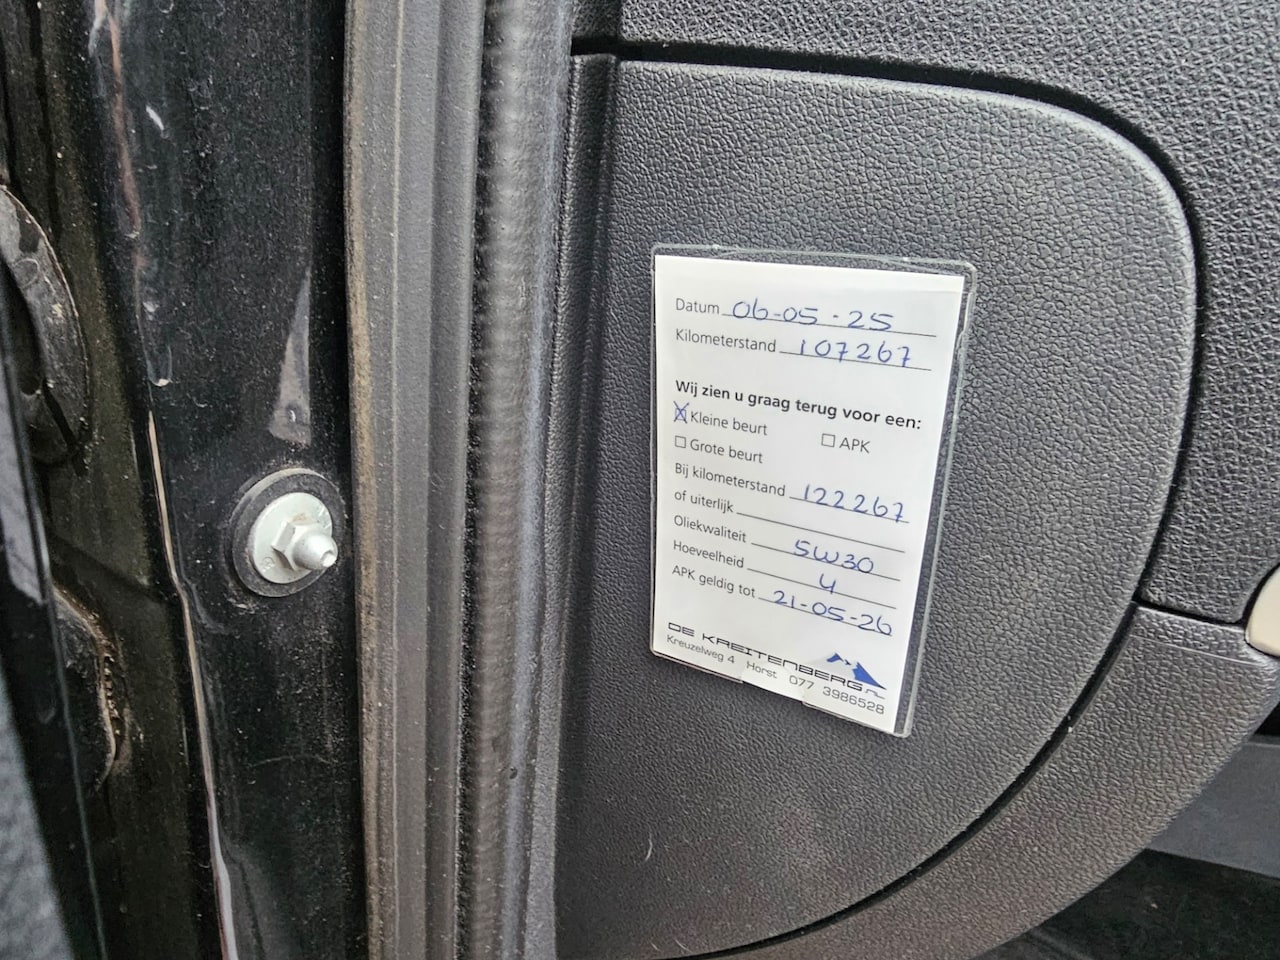 Datum 06-05-25
Kilometerstand 107267
Wij zien u graag terug voor een:
Kleine beurt APK
Grote beurt
Bij kilometerstand 122267
of uiterlijk
Oliekwaliteit 5W30
Hoeveelheid 4
APK geldig tot 21-05-26
DE KREITENBERG.NL
Kreuzelweg 4 Horst 077 3986528